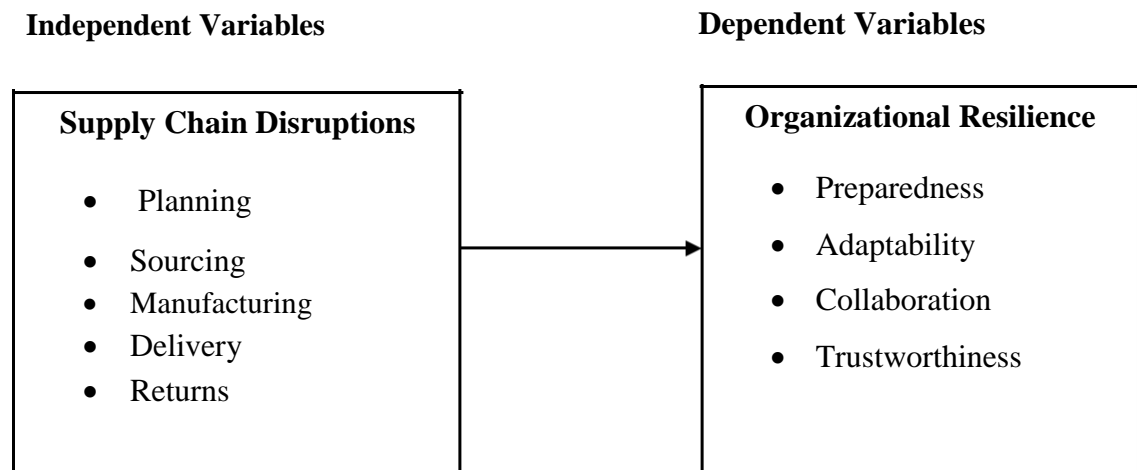 Independent Variables
Dependent Variables
Supply Chain Disruptions
• Planning
• Sourcing
• Manufacturing
• Delivery
• Returns
Organizational Resilience
• Preparedness
• Adaptability
• Collaboration
• Trustworthiness